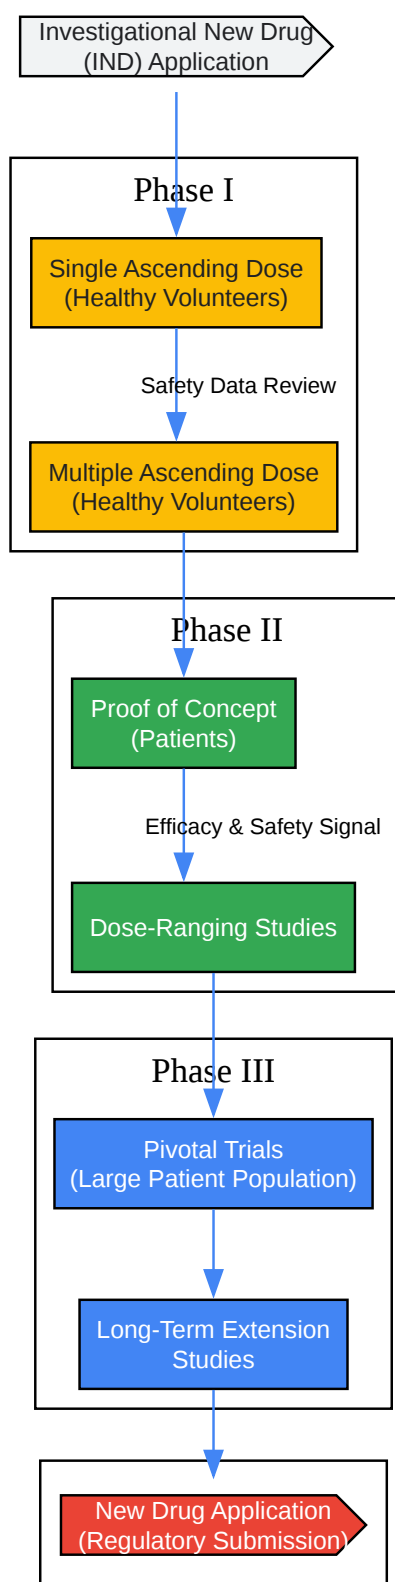 Investigational New Drug
(IND) Application
Phase I
Single Ascending Dose
(Healthy Volunteers)
Safety Data Review
Multiple Ascending Dose
(Healthy Volunteers)
Phase II
Proof of Concept
(Patients)
Efficacy & Safety Signal
Dose-Ranging Studies
Phase III
Pivotal Trials
(Large Patient Population)
Long-Term Extension
Studies
New Drug Application
(Regulatory Submission)